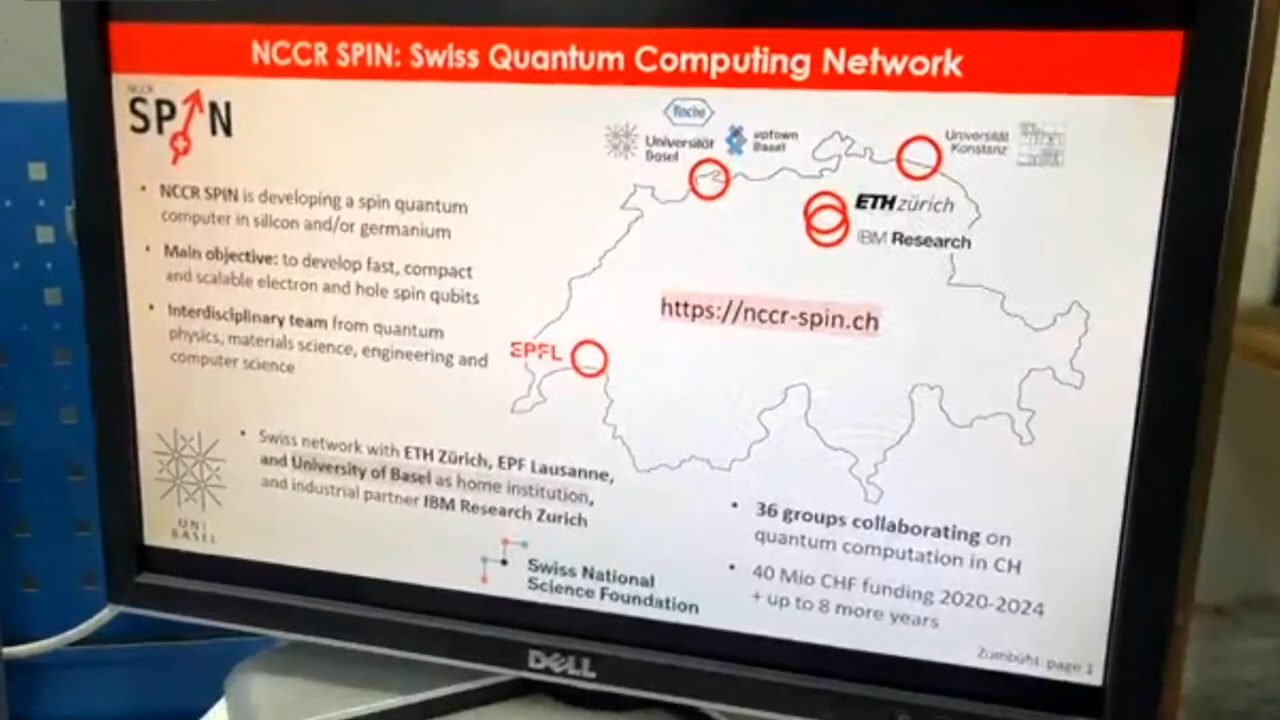 NCCR SPIN: Swiss Quantum Computing Network
NCCR
SPIN
• NCCR SPIN is developing a spin quantum
computer in silicon and/or germanium
• Main objective: to develop fast, compact
and scalable electron and hole spin qubits
• Interdisciplinary team from quantum
physics, materials science, engineering and
computer science
Roche
Universität
Basel
uptown
Basel
Universität
Konstanz
ETH zürich
IBM Research
https://nccr-spin.ch
EPFL
• Swiss network with ETH Zürich, EPF Lausanne,
and University of Basel as home institution,
and industrial partner IBM Research Zurich
UNI
BASEL
Swiss National
Science Foundation
• 36 groups collaborating on
quantum computation in CH
• 40 Mio CHF funding 2020-2024
+ up to 8 more years
Zumbühl page 1
DELL